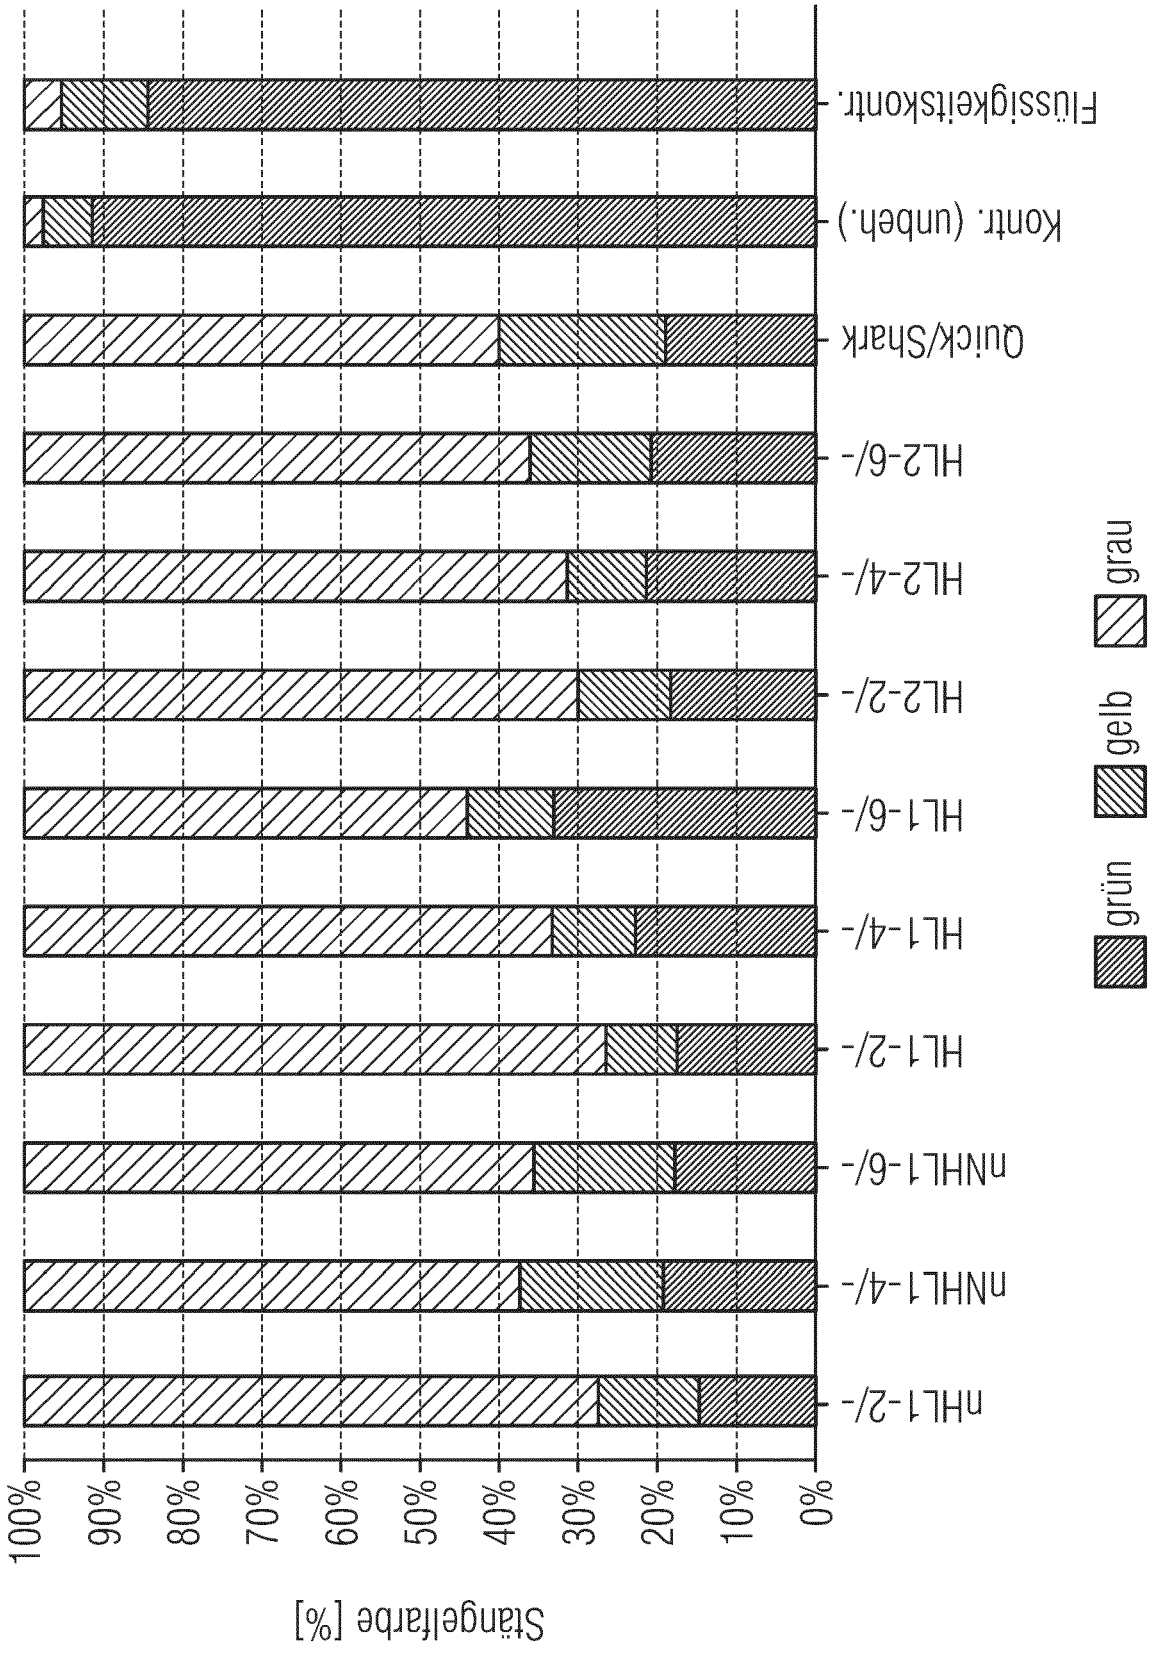 Stängelfarbe [%]
100%
90%
80%
70%
60%
50%
40%
30%
20%
10%
0%
nHL1-2/-
nNHL1-4/-
nNHL1-6/-
HL1-2/-
HL1-4/-
HL1-6/-
HL2-2/-
HL2-4/-
HL2-6/-
Quick/Shark
Kontr. (unbeh.)
Flüssigkeitskontr.
grün
gelb
grau